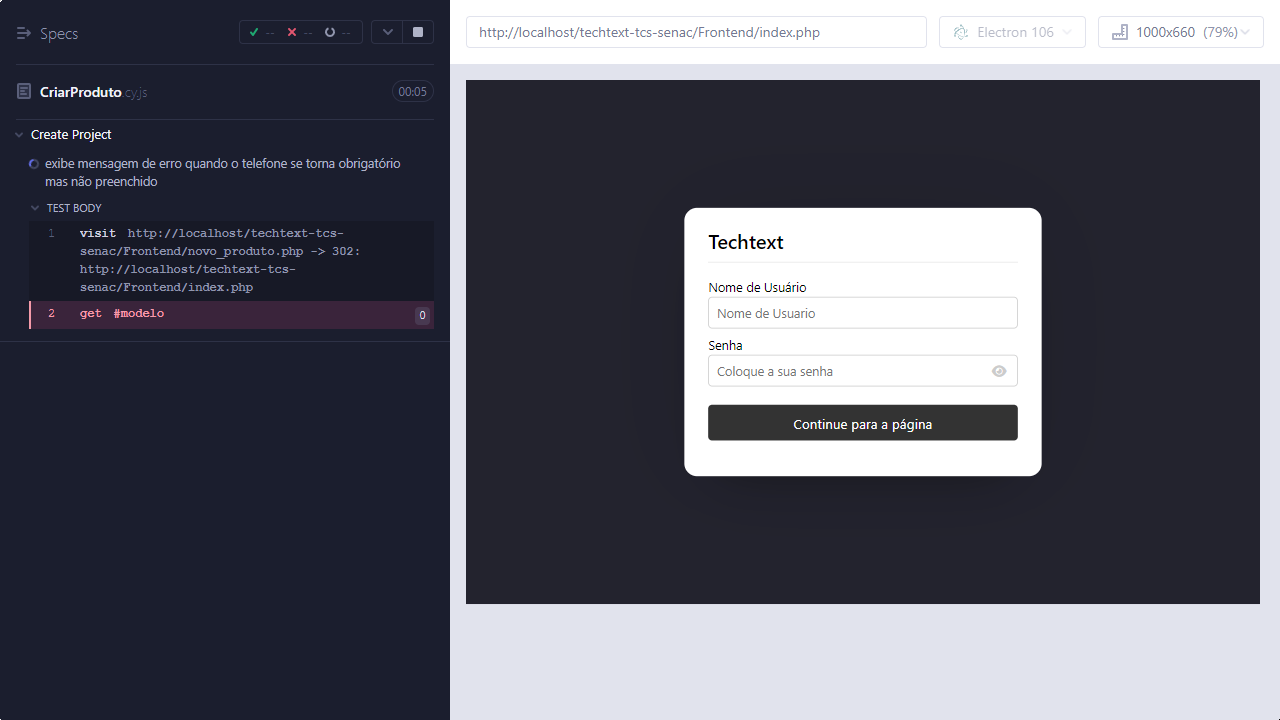 Specs
-- -- --
CriarProduto.cy.js 00:05
Create Project
exibe mensagem de erro quando o telefone se torna obrigatório
mas não preenchido
TEST BODY
1 visit http://localhost/techtext-tcs-
senac/Frontend/novo_produto.php -> 302:
http://localhost/techtext-tcs-
senac/Frontend/index.php
2 get #modelo 0
http://localhost/techtext-tcs-senac/Frontend/index.php
Electron 106
1000x660 (79%)
Techtext
Nome de Usuário
Nome de Usuario
Senha
Coloque a sua senha
Continue para a página